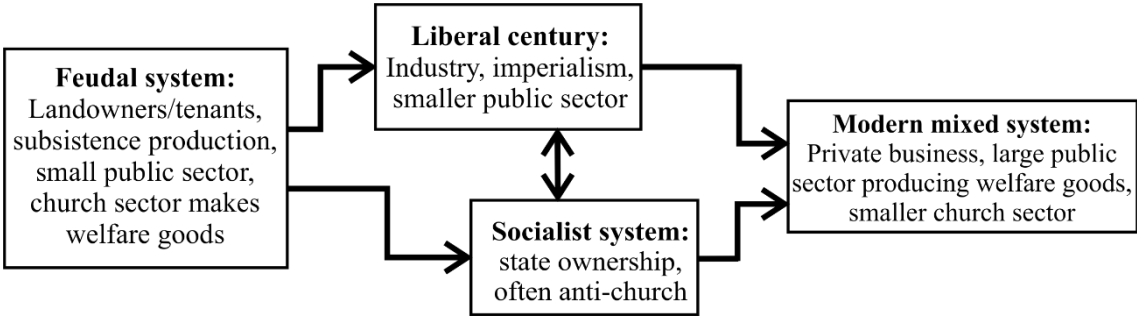 Feudal system:
Landowners/tenants,
subsistence production,
small public sector,
church sector makes
welfare goods
Liberal century:
Industry, imperialism,
smaller public sector
Socialist system:
state ownership,
often anti-church
Modern mixed system:
Private business, large public
sector producing welfare goods,
smaller church sector